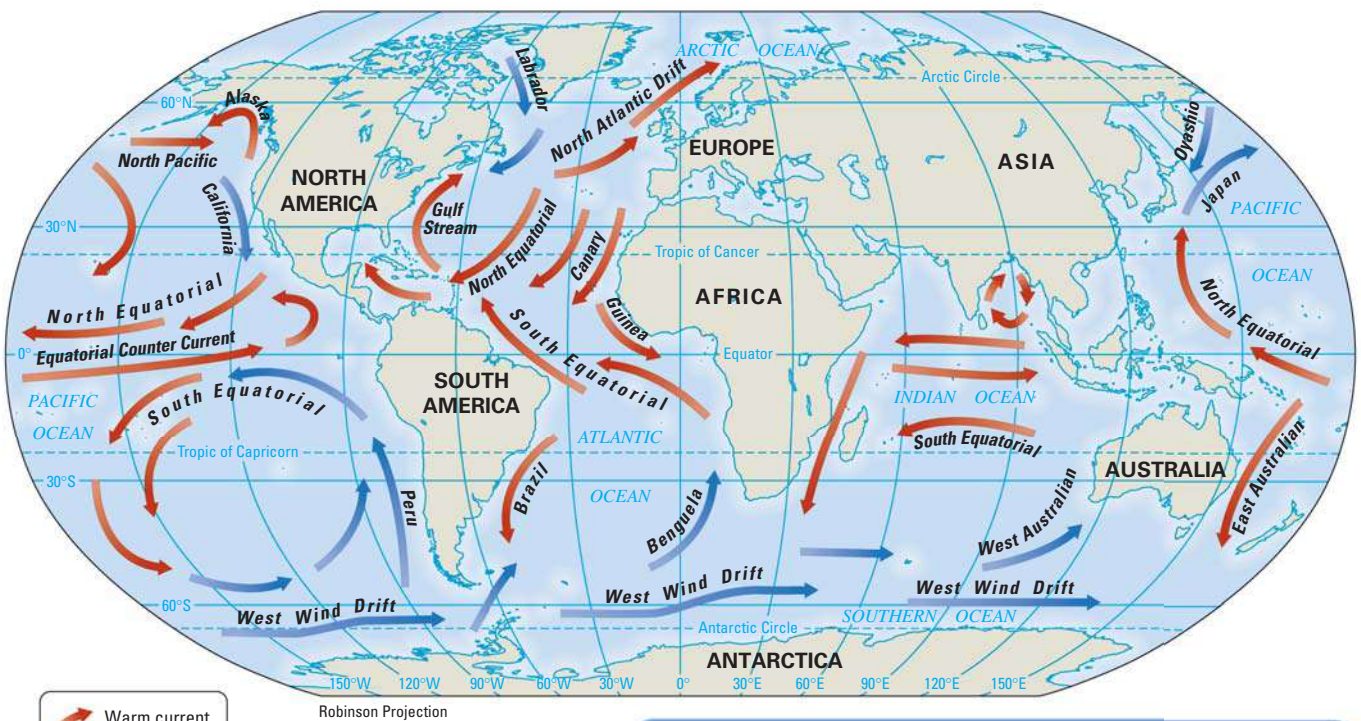 ARCTIC OCEAN
Arctic Circle
Labrador
North Atlantic Drift
60°N
Alaska
North Pacific
Oyashio
EUROPE
ASIA
NORTH
AMERICA
California
Gulf
Stream
Japan
PACIFIC
OCEAN
30°N
North Equatorial
Canary
Tropic of Cancer
AFRICA
North Equatorial
Guinea
North Equatorial
Equatorial Counter Current
0°
Equator
South Equatorial
SOUTH
AMERICA
South Equatorial
PACIFIC
OCEAN
INDIAN OCEAN
ATLANTIC
OCEAN
South Equatorial
Tropic of Capricorn
AUSTRALIA
East Australian
30°S
Peru
Brazil
Benguela
West Australian
60°S
West Wind Drift
West Wind Drift
West Wind Drift
SOUTHERN OCEAN
Antarctic Circle
ANTARCTICA
150°W 120°W 90°W 60°W 30°W 0° 30°E 60°E 90°E 120°E 150°E
Warm current
Robinson Projection